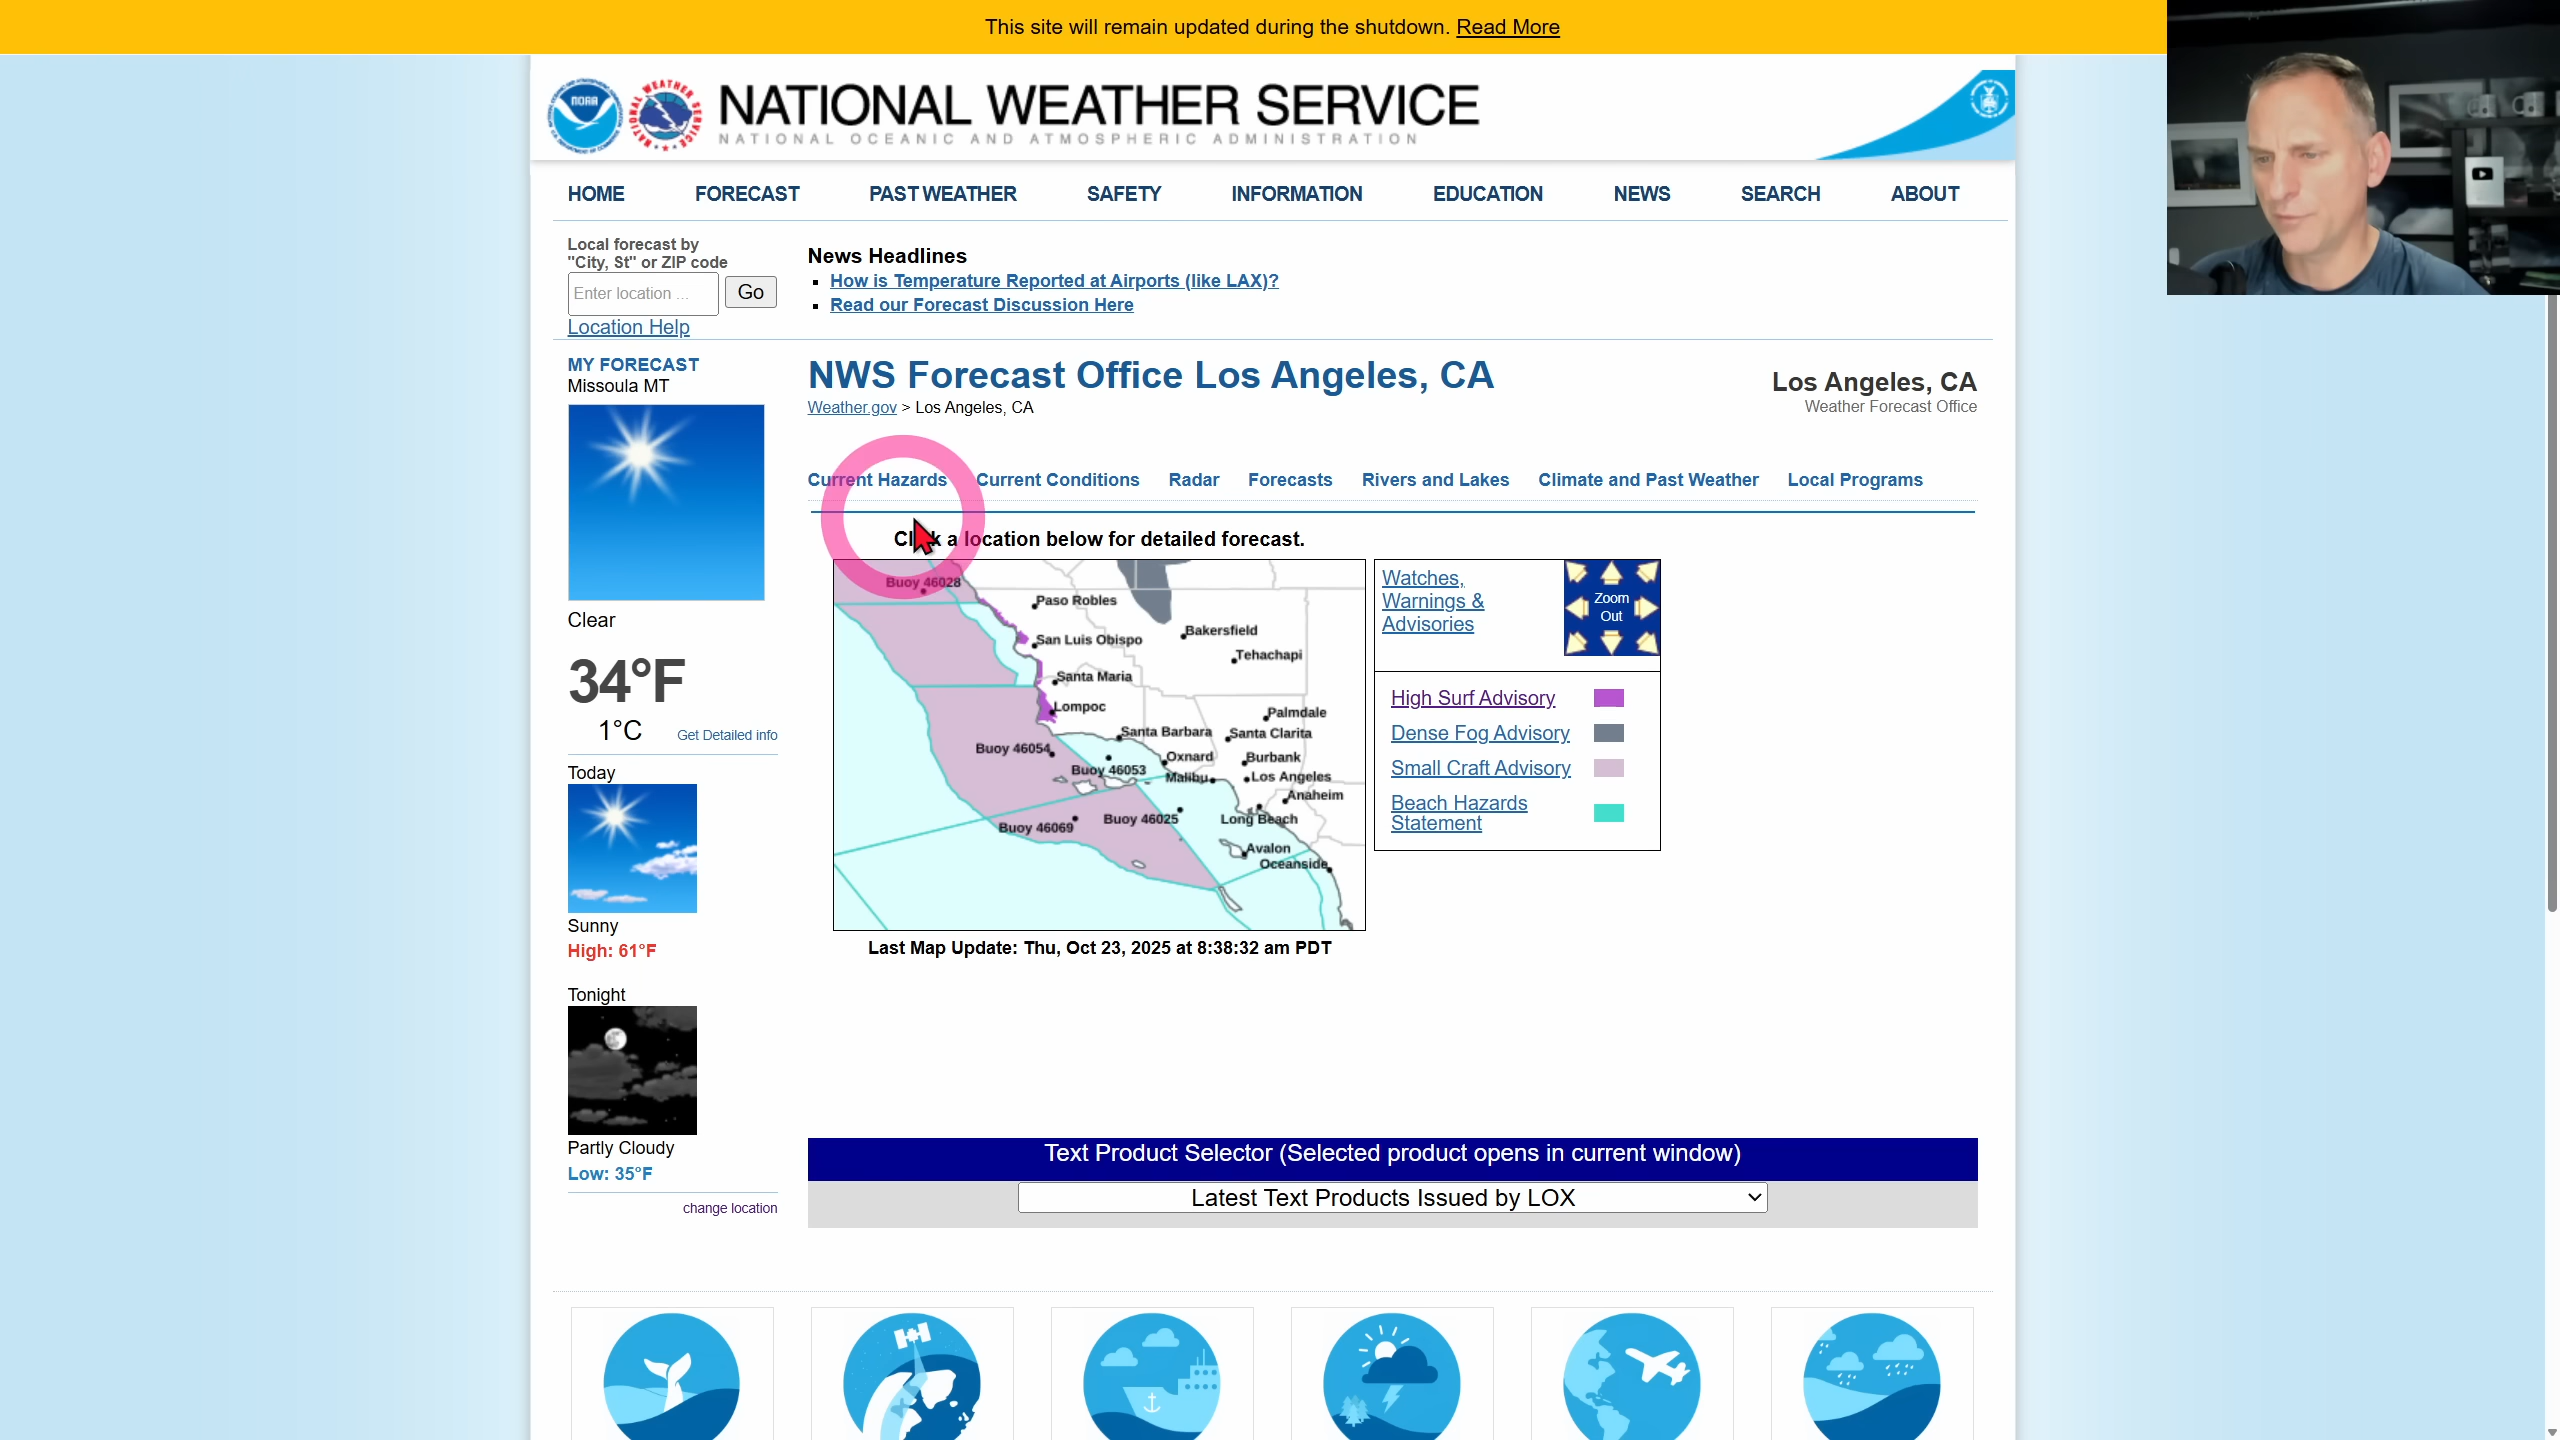 This site will remain updated during the shutdown. Read More
NOAA
NATIONAL WEATHER SERVICE
NATIONAL OCEANIC AND ATMOSPHERIC ADMINISTRATION
HOME FORECAST PAST WEATHER SAFETY INFORMATION EDUCATION NEWS SEARCH ABOUT
Local forecast by
"City, St" or ZIP code
Enter location ... Go
Location Help
News Headlines
How is Temperature Reported at Airports (like LAX)?
Read our Forecast Discussion Here
MY FORECAST
Missoula MT
Clear
34°F
1°C Get Detailed info
Today
Sunny
High: 61°F
Tonight
Partly Cloudy
Low: 35°F
change location
NWS Forecast Office Los Angeles, CA
Weather.gov > Los Angeles, CA
Los Angeles, CA
Weather Forecast Office
Current Hazards Current Conditions Radar Forecasts Rivers and Lakes Climate and Past Weather Local Programs
Click a location below for detailed forecast.
Buoy 46028
Paso Robles
Bakersfield
San Luis Obispo
Tehachapi
Santa Maria
Lompoc
Palmdale
Santa Barbara
Santa Clarita
Buoy 46054
Oxnard
Burbank
Buoy 46053
Malibu
Los Angeles
Anaheim
Buoy 46069
Buoy 46025
Long Beach
Avalon
Oceanside
Watches,
Warnings &
Advisories
Zoom
Out
High Surf Advisory
Dense Fog Advisory
Small Craft Advisory
Beach Hazards
Statement
Last Map Update: Thu, Oct 23, 2025 at 8:38:32 am PDT
Text Product Selector (Selected product opens in current window)
Latest Text Products Issued by LOX